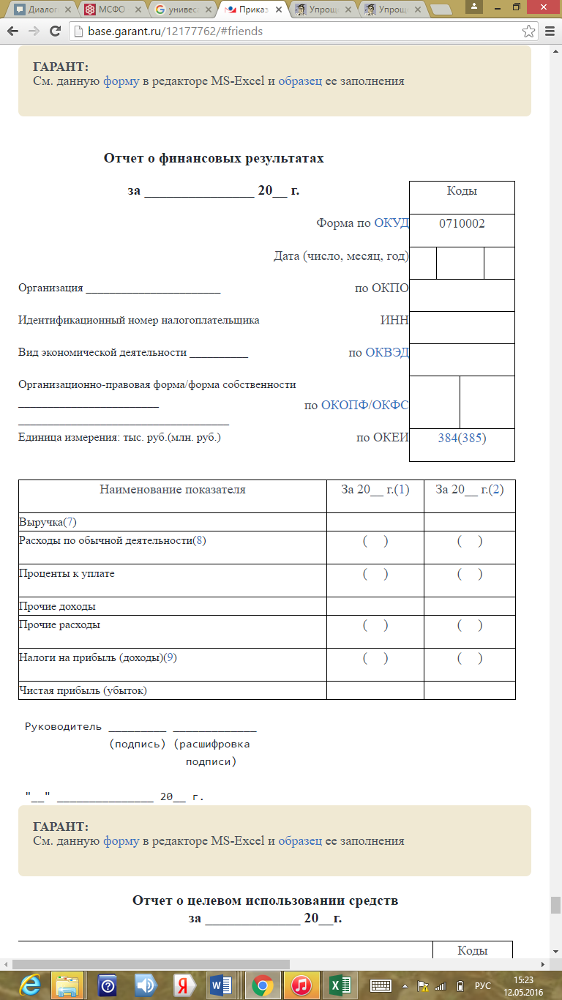 Диалог
МСФО
универс
Приказ
Упроще
Упроще
base.garant.ru/12177762/#friends
ГАРАНТ:
См. данную форму в редакторе MS-Excel и образец ее заполнения
Отчет о финансовых результатах
за ________________ 20__ г.
Коды
Форма по ОКУД
0710002
Дата (число, месяц, год)
Организация _______________________ по ОКПО
Идентификационный номер налогоплательщика ИНН
Вид экономической деятельности __________ по ОКВЭД
Организационно-правовая форма/форма собственности
________________________ по ОКОПФ/ОКФС
____________________________________
Единица измерения: тыс. руб.(млн. руб.) по ОКЕИ 384(385)
Наименование показателя За 20__ г.(1) За 20__ г.(2)
Выручка(7)
Расходы по обычной деятельности(8) ( ) ( )
Проценты к уплате ( ) ( )
Прочие доходы
Прочие расходы ( ) ( )
Налоги на прибыль (доходы)(9) ( ) ( )
Чистая прибыль (убыток)
Руководитель _________ _____________
(подпись) (расшифровка
подписи)
"__" _______________ 20__ г.
ГАРАНТ:
См. данную форму в редакторе MS-Excel и образец ее заполнения
Отчет о целевом использовании средств
за ______________ 20__г.
Коды
РУС
15:23
12.05.2016